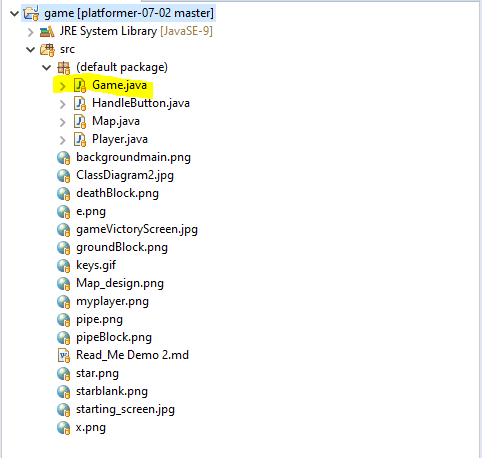 game [platformer-07-02 master]
JRE System Library [JavaSE-9]
src
(default package)
Game.java
HandleButton.java
Map.java
Player.java
backgroundmain.png
ClassDiagram2.jpg
deathBlock.png
e.png
gameVictoryScreen.jpg
groundBlock.png
keys.gif
Map_design.png
myplayer.png
pipe.png
pipeBlock.png
Read_Me Demo 2.md
star.png
starblank.png
starting_screen.jpg
x.png